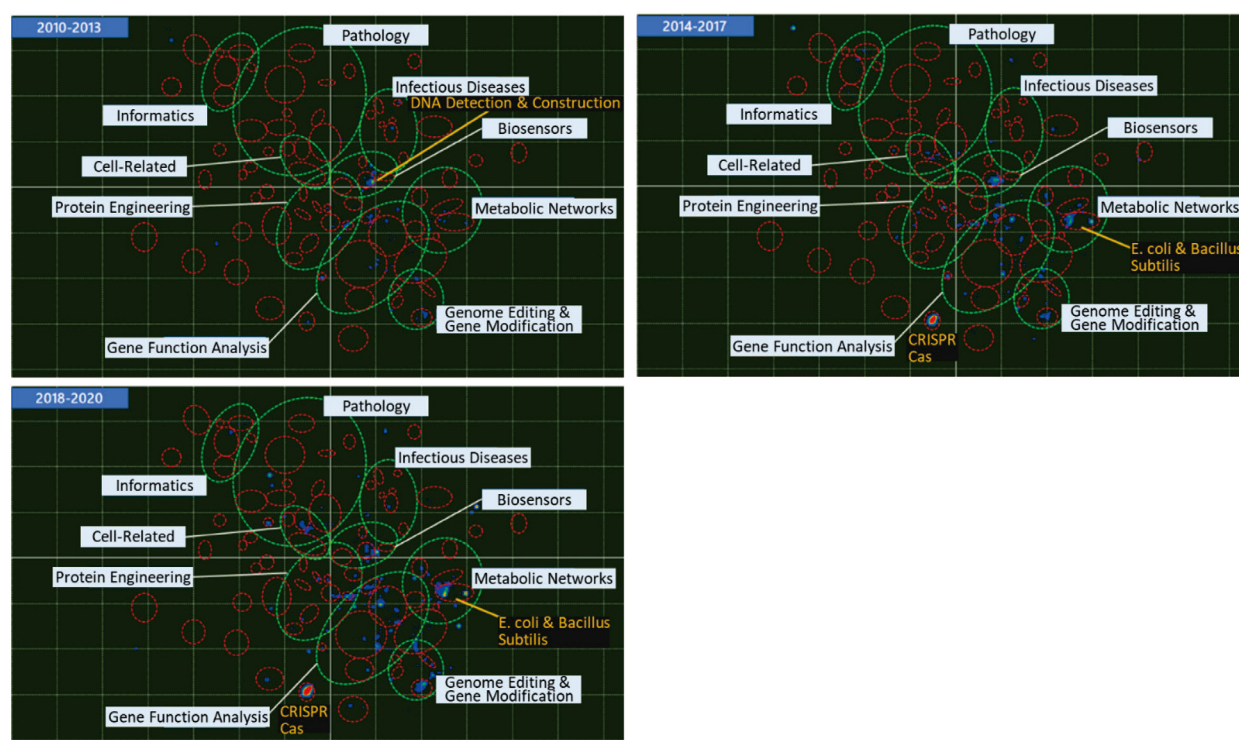 2010-2013
Pathology
Infectious Diseases
DNA Detection & Construction
Informatics
Biosensors
Cell-Related
Protein Engineering
Metabolic Networks
Genome Editing &
Gene Modification
Gene Function Analysis
2014-2017
Pathology
Infectious Diseases
Informatics
Biosensors
Cell-Related
Protein Engineering
Metabolic Networks
E. coli & Bacillus
Subtilis
Genome Editing &
Gene Modification
Gene Function Analysis
CRISPR
Cas
2018-2020
Pathology
Infectious Diseases
Informatics
Biosensors
Cell-Related
Protein Engineering
Metabolic Networks
E. coli & Bacillus
Subtilis
Genome Editing &
Gene Modification
Gene Function Analysis
CRISPR
Cas